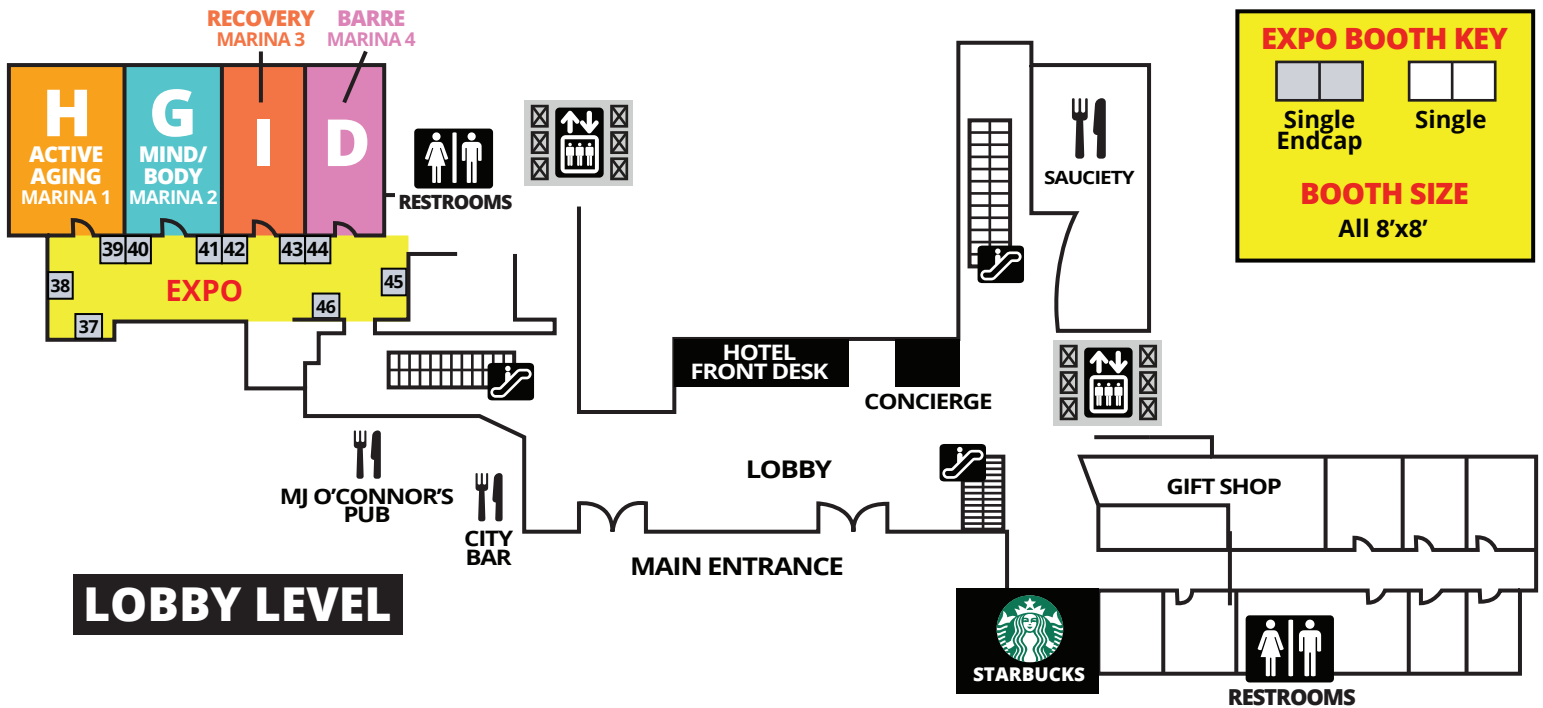 RECOVERY
MARINA 3
BARRE
MARINA 4
H
ACTIVE
AGING
MARINA 1
G
MIND/
BODY
MARINA 2
I
D
RESTROOMS
39 40 41 42 43 44
38
EXPO
45
46
37
SAUCIETY
EXPO BOOTH KEY
Single
Endcap
Single
BOOTH SIZE
All 8’x8’
HOTEL
FRONT DESK
CONCIERGE
LOBBY
MJ O’CONNOR’S
PUB
CITY
BAR
MAIN ENTRANCE
GIFT SHOP
LOBBY LEVEL
STARBUCKS
RESTROOMS